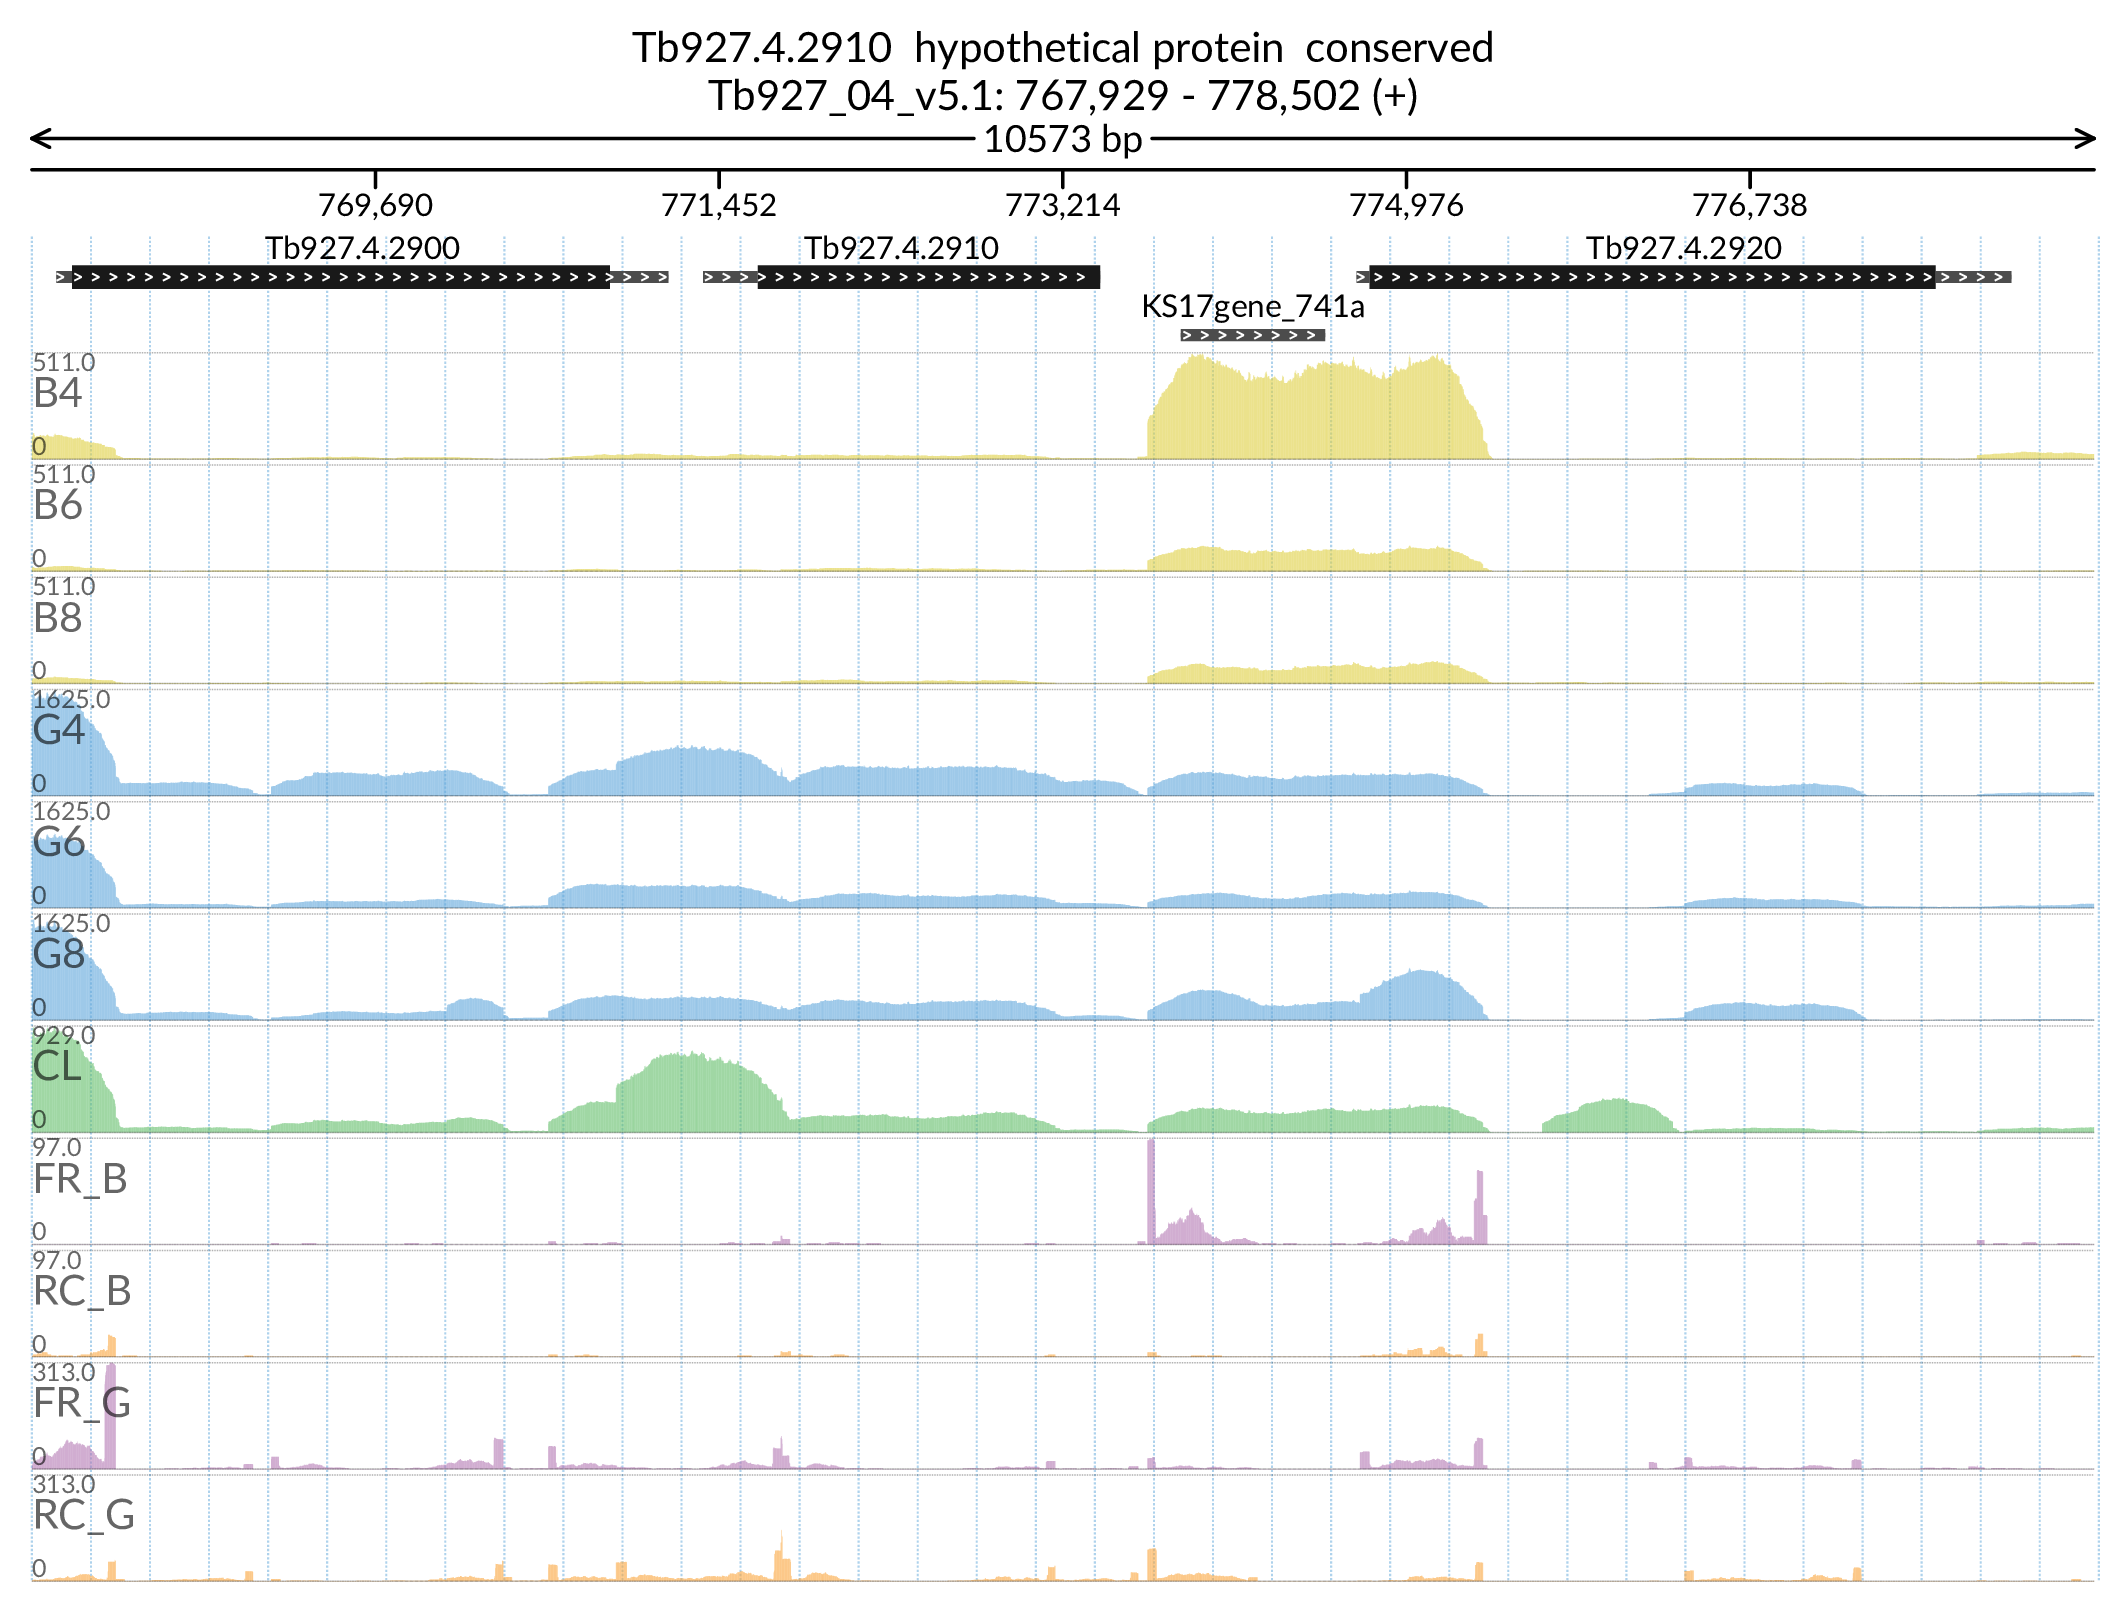 Tb927.4.2910 hypothetical protein conserved
Tb927_04_v5.1: 767,929 - 778,502 (+)
10573 bp
769,690 771,452 773,214 774,976 776,738
Tb927.4.2900 Tb927.4.2910 Tb927.4.2920
KS17gene_741a
511.0
B4
0
511.0
B6
0
511.0
B8
0
1625.0
G4
0
1625.0
G6
0
1625.0
G8
0
929.0
CL
0
97.0
FR_B
0
97.0
RC_B
0
313.0
FR_G
0
313.0
RC_G
0